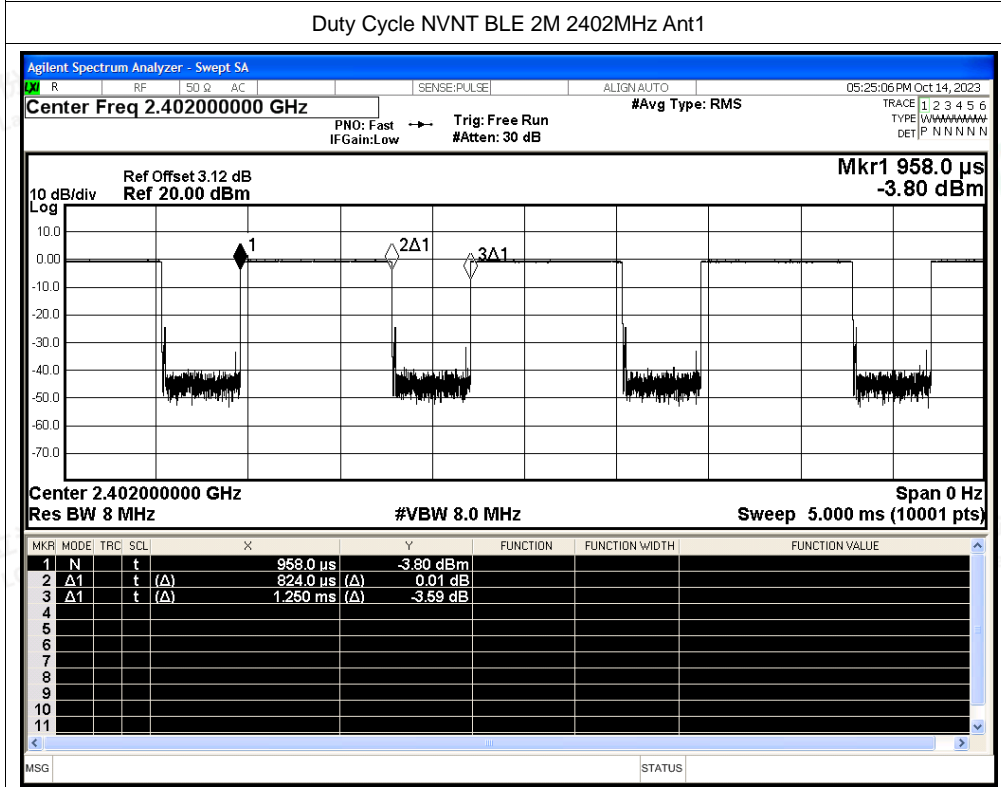 Duty Cycle NVNT BLE 2M 2402MHz Ant1
Agilent Spectrum Analyzer - Swept SA
LXI R RF 50 Ω AC SENSE:PULSE ALIGN AUTO 05:25:06 PM Oct 14, 2023
Center Freq 2.402000000 GHz #Avg Type: RMS TRACE 1 2 3 4 5 6
PNO: Fast Trig: Free Run TYPE W
IFGain:Low #Atten: 30 dB DET P N N N N N
Mkr1 958.0 µs
Ref Offset 3.12 dB
10 dB/div Ref 20.00 dBm -3.80 dBm
Log
10.0
1 2Δ1 3Δ1
0.00
-10.0
-20.0
-30.0
-40.0
-50.0
-60.0
-70.0
Center 2.402000000 GHz Span 0 Hz
Res BW 8 MHz #VBW 8.0 MHz Sweep 5.000 ms (10001 pts)
MKR MODE TRC SCL X Y FUNCTION FUNCTION WIDTH FUNCTION VALUE
1 N t 958.0 µs -3.80 dBm
2 Δ1 t (Δ) 824.0 µs (Δ) 0.01 dB
3 Δ1 t (Δ) 1.250 ms (Δ) -3.59 dB
4
5
6
7
8
9
10
11
MSG STATUS